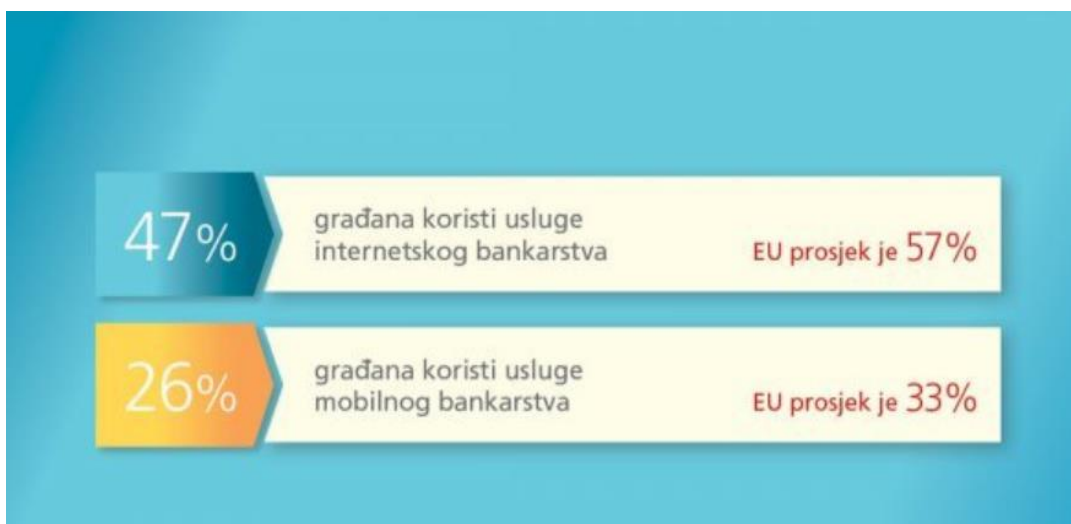 47%
građana koristi usluge
internetskog bankarstva
EU prosjek je 57%
26%
građana koristi usluge
mobilnog bankarstva
EU prosjek je 33%